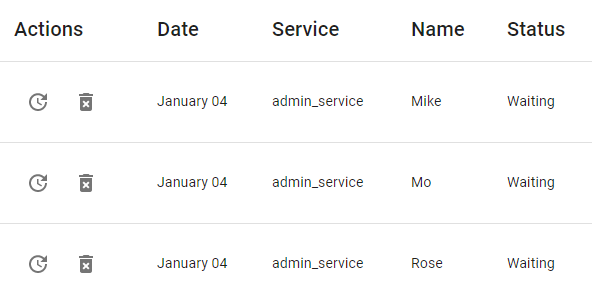 Actions Date Service Name Status
January 04 admin_service Mike Waiting
January 04 admin_service Mo Waiting
January 04 admin_service Rose Waiting